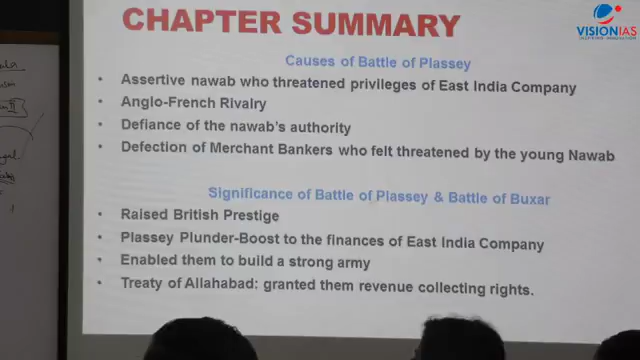 CHAPTER SUMMARY
VISIONIAS
Causes of Battle of Plassey
• Assertive nawab who threatened privileges of East India Company
• Anglo-French Rivalry
• Defiance of the nawab's authority
• Defection of Merchant Bankers who felt threatened by the young Nawab
Significance of Battle of Plassey & Battle of Buxar
• Raised British Prestige
• Plassey Plunder-Boost to the finances of East India Company
• Enabled them to build a strong army
• Treaty of Allahabad: granted them revenue collecting rights.